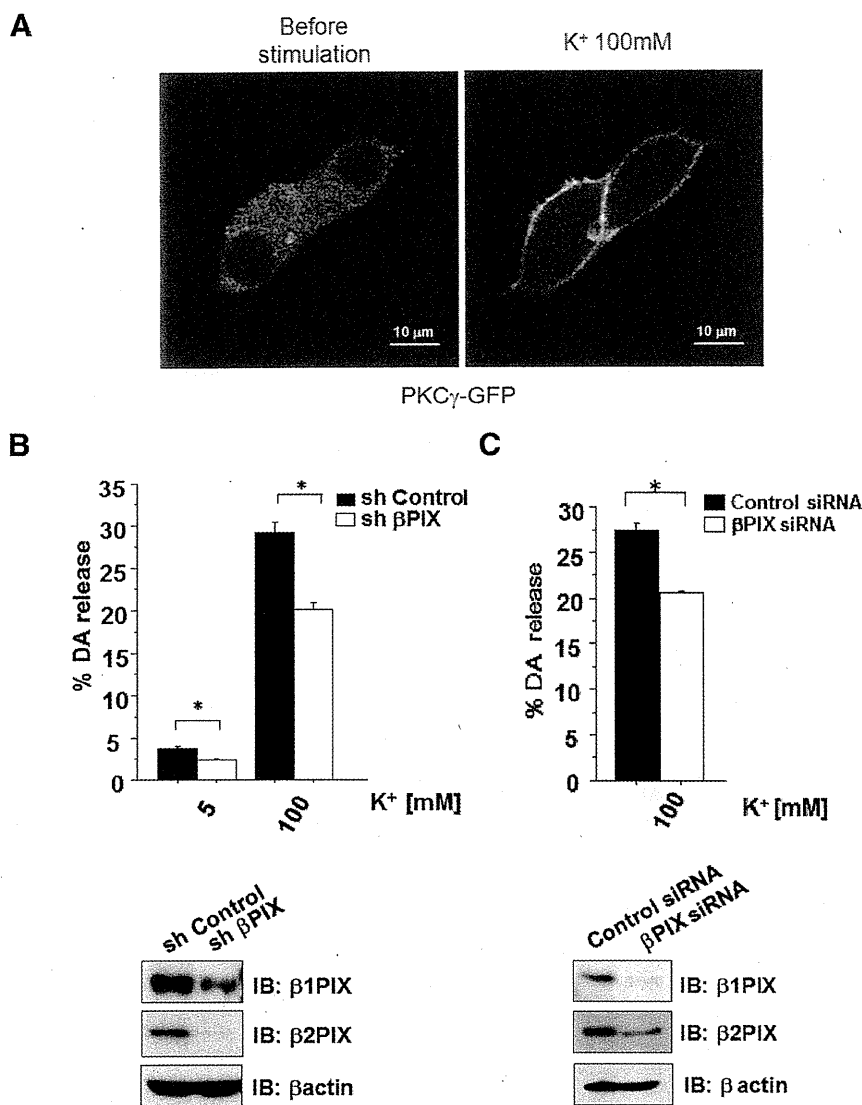 A
Before
stimulation
K⁺ 100mM
10 μm
10 μm
PKCγ-GFP
B
35
30
25
20
15
10
5
0
% DA release
*
*
sh Control
sh βPIX
5
100
K⁺ [mM]
C
30
25
20
15
10
5
0
% DA release
*
Control siRNA
βPIX siRNA
100
K⁺ [mM]
sh Control
sh βPIX
IB: β1PIX
IB: β2PIX
IB: βactin
Control siRNA
βPIX siRNA
IB: β1PIX
IB: β2PIX
IB: β actin